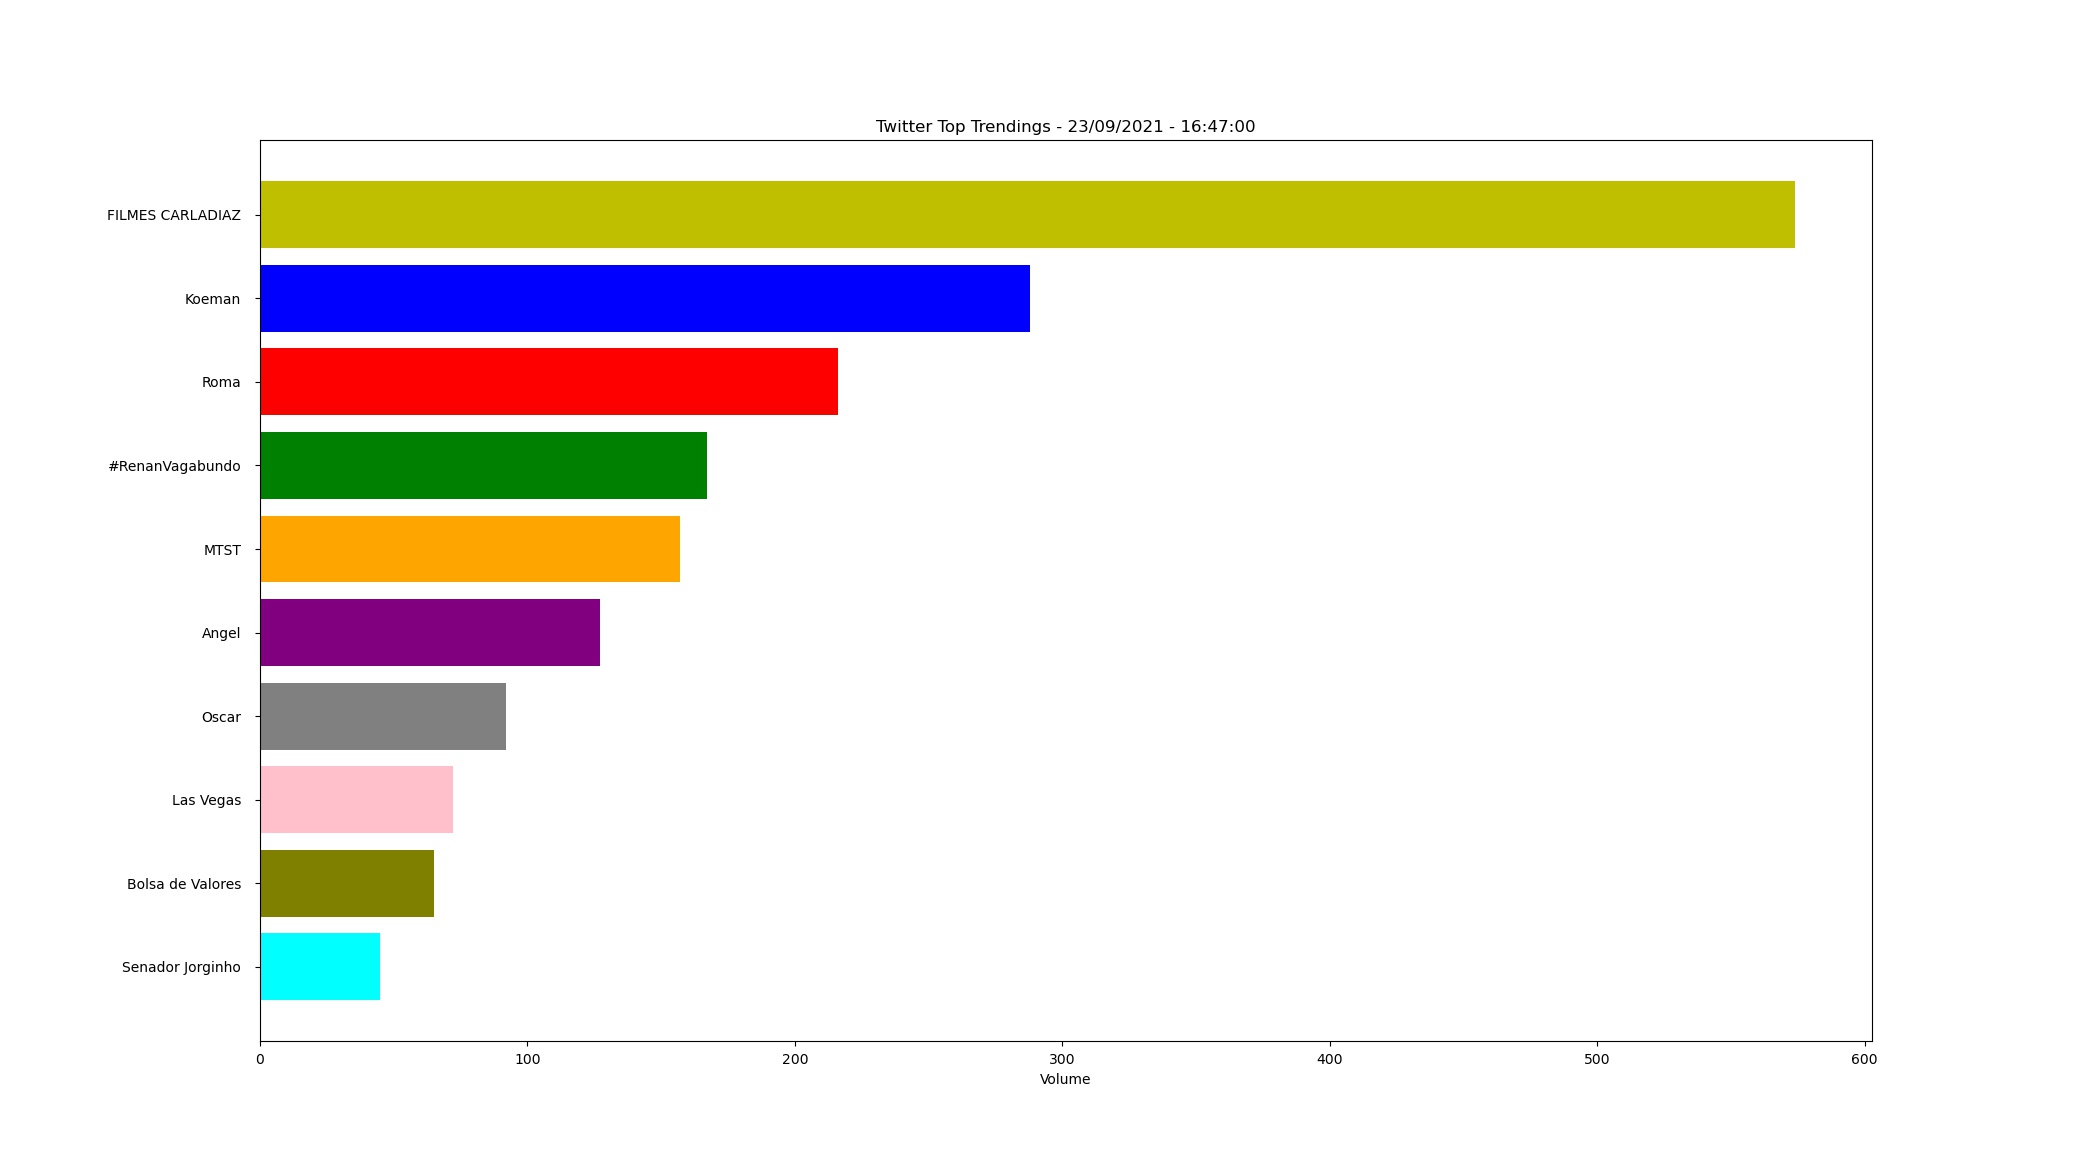 Twitter Top Trendings - 23/09/2021 - 16:47:00
FILMES CARLADIAZ
Koeman
Roma
#RenanVagabundo
MTST
Angel
Oscar
Las Vegas
Bolsa de Valores
Senador Jorginho
0 100 200 300 400 500 600
Volume